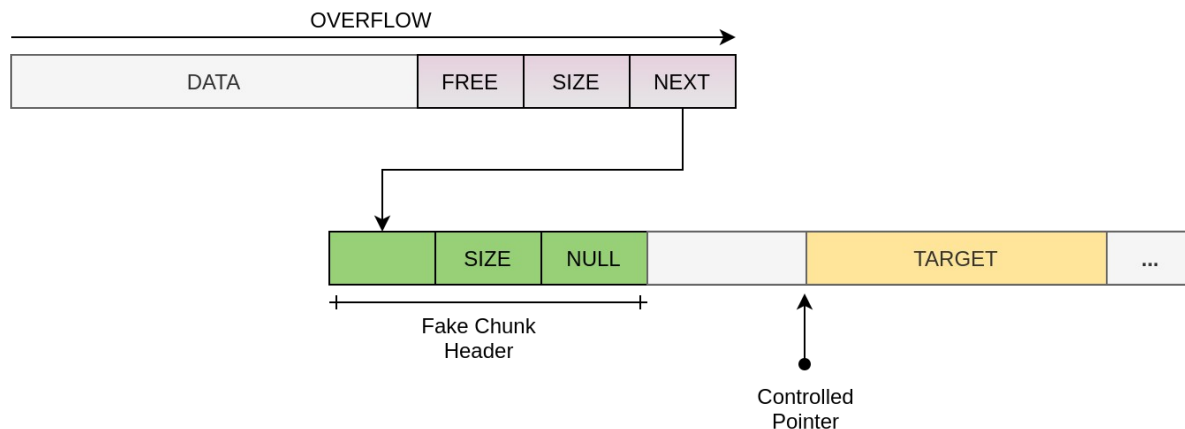 OVERFLOW
DATA FREE SIZE NEXT
SIZE NULL TARGET ...
Fake Chunk
Header
Controlled
Pointer